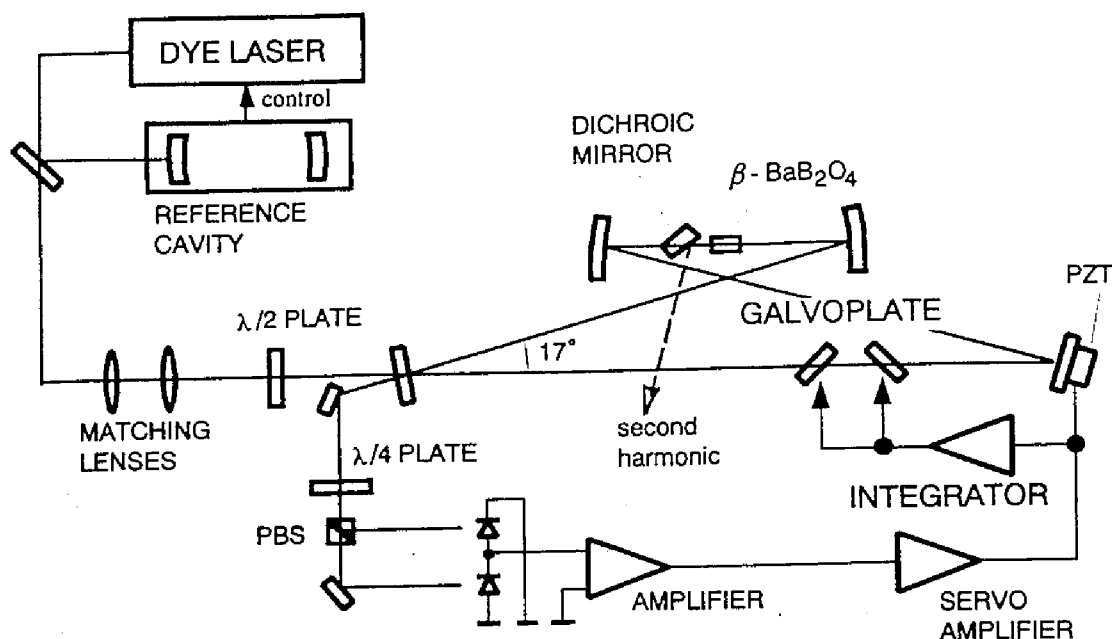 DYE LASER
control
REFERENCE
CAVITY
DICHROIC
MIRROR
β - BaB₂O₄
PZT
GALVOPLATE
λ/2 PLATE
17°
MATCHING
LENSES
second
harmonic
λ/4 PLATE
INTEGRATOR
PBS
AMPLIFIER
SERVO
AMPLIFIER